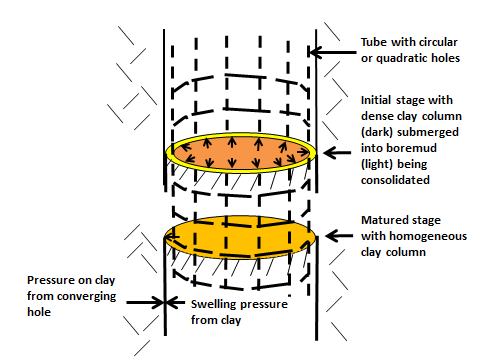 Tube with circular
or quadratic holes
Initial stage with
dense clay column
(dark) submerged
into boremud
(light) being
consolidated
Matured stage
with homogeneous
clay column
Pressure on clay
from converging
hole
Swelling pressure
from clay